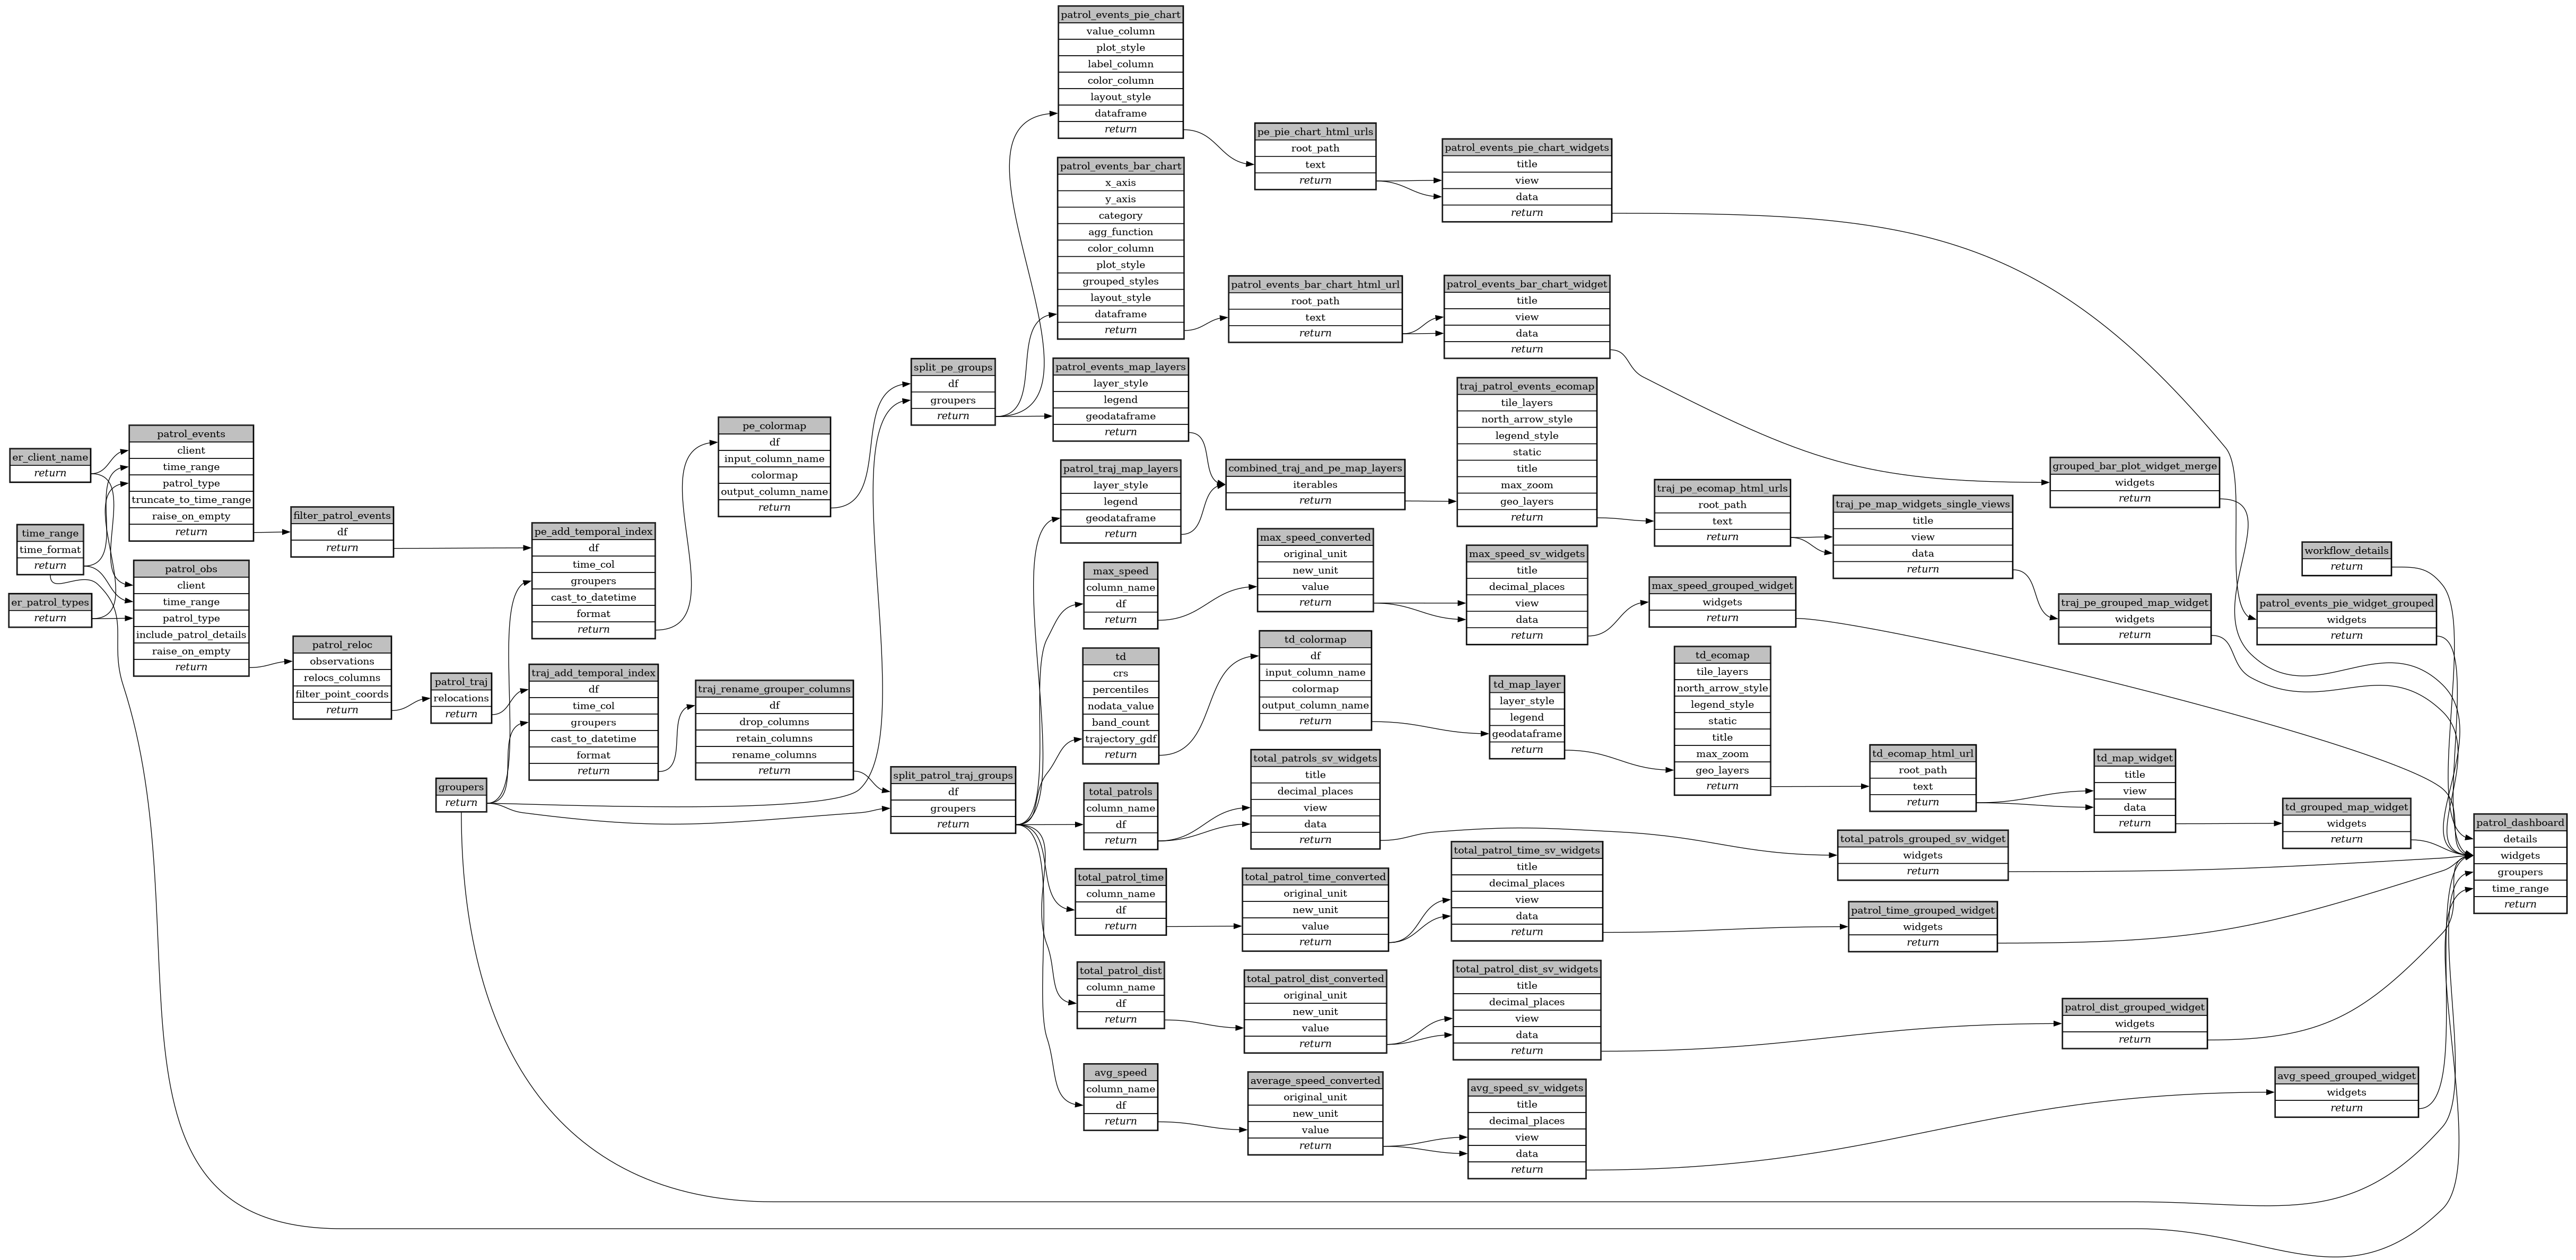 er_client_name
return
time_range
time_format
return
er_patrol_types
return
patrol_events
client
time_range
patrol_type
truncate_to_time_range
raise_on_empty
return
patrol_obs
client
time_range
patrol_type
include_patrol_details
raise_on_empty
return
filter_patrol_events
df
return
patrol_reloc
observations
relocs_columns
filter_point_coords
return
patrol_traj
relocations
return
groupers
return
pe_add_temporal_index
df
time_col
groupers
cast_to_datetime
format
return
traj_add_temporal_index
df
time_col
groupers
cast_to_datetime
format
return
pe_colormap
df
input_column_name
colormap
output_column_name
return
traj_rename_grouper_columns
df
drop_columns
retain_columns
rename_columns
return
split_pe_groups
df
groupers
return
split_patrol_traj_groups
df
groupers
return
patrol_events_pie_chart
value_column
plot_style
label_column
color_column
layout_style
dataframe
return
patrol_events_bar_chart
x_axis
y_axis
category
agg_function
color_column
plot_style
grouped_styles
layout_style
dataframe
return
patrol_events_map_layers
layer_style
legend
geodataframe
return
patrol_traj_map_layers
layer_style
legend
geodataframe
return
max_speed
column_name
df
return
td
crs
percentiles
nodata_value
band_count
trajectory_gdf
return
total_patrols
column_name
df
return
total_patrol_time
column_name
df
return
total_patrol_dist
column_name
df
return
avg_speed
column_name
df
return
pe_pie_chart_html_urls
root_path
text
return
patrol_events_bar_chart_html_url
root_path
text
return
combined_traj_and_pe_map_layers
iterables
return
max_speed_converted
original_unit
new_unit
value
return
td_colormap
df
input_column_name
colormap
output_column_name
return
total_patrols_sv_widgets
title
decimal_places
view
data
return
total_patrol_time_converted
original_unit
new_unit
value
return
total_patrol_dist_converted
original_unit
new_unit
value
return
average_speed_converted
original_unit
new_unit
value
return
patrol_events_pie_chart_widgets
title
view
data
return
patrol_events_bar_chart_widget
title
view
data
return
traj_patrol_events_ecomap
tile_layers
north_arrow_style
legend_style
static
title
max_zoom
geo_layers
return
max_speed_sv_widgets
title
decimal_places
view
data
return
td_map_layer
layer_style
legend
geodataframe
return
total_patrol_time_sv_widgets
title
decimal_places
view
data
return
total_patrol_dist_sv_widgets
title
decimal_places
view
data
return
avg_speed_sv_widgets
title
decimal_places
view
data
return
traj_pe_ecomap_html_urls
root_path
text
return
max_speed_grouped_widget
widgets
return
td_ecomap
tile_layers
north_arrow_style
legend_style
static
title
max_zoom
geo_layers
return
traj_pe_map_widgets_single_views
title
view
data
return
td_ecomap_html_url
root_path
text
return
total_patrols_grouped_sv_widget
widgets
return
patrol_time_grouped_widget
widgets
return
grouped_bar_plot_widget_merge
widgets
return
traj_pe_grouped_map_widget
widgets
return
td_map_widget
title
view
data
return
patrol_dist_grouped_widget
widgets
return
workflow_details
return
patrol_events_pie_widget_grouped
widgets
return
td_grouped_map_widget
widgets
return
avg_speed_grouped_widget
widgets
return
patrol_dashboard
details
widgets
groupers
time_range
return